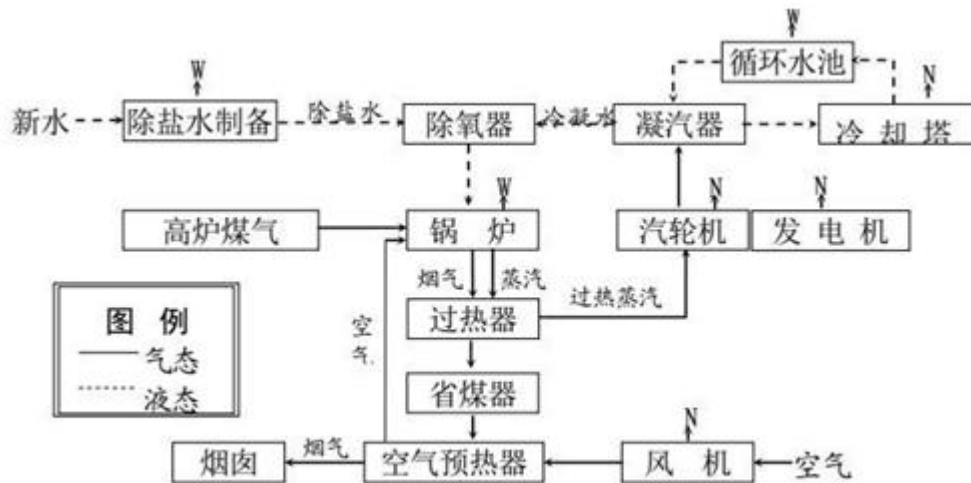 W
循环水池
W
N
新水
除盐水制备
除盐水
除氧器
冷凝水
凝汽器
冷却塔
W
N
N
高炉煤气
锅 炉
汽轮机
发 电 机
烟气
蒸汽
过热蒸汽
图 例
气态
液态
空气
过热器
省煤器
N
烟囱
烟气
空气预热器
风 机
空气